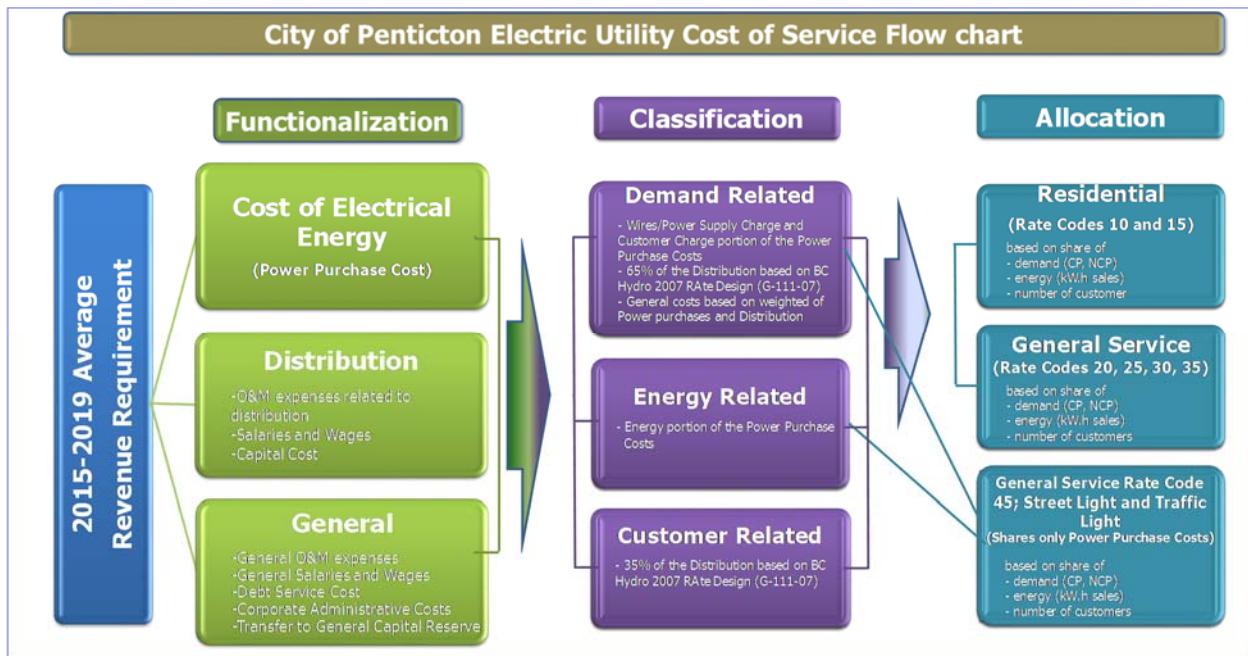 City of Penticton Electric Utility Cost of Service Flow chart
2015-2019 Average
Revenue Requirement
Functionalization
Cost of Electrical
Energy
(Power Purchase Cost)
Distribution
-O&M expenses related to
distribution
-Salaries and Wages
-Capital Cost
General
-General O&M expenses
-General Salaries and Wages
-Debt Service Cost
-Corporate Administrative Costs
-Transfer to General Capital Reserve
Classification
Demand Related
- Wires/Power Supply Charge and
Customer Charge portion of the Power
Purchase Costs
- 65% of the Distribution based on BC
Hydro 2007 RAte Design (G-111-07)
- General costs based on weighted of
Power purchases and Distribution
Energy Related
- Energy portion of the Power Purchase
Costs
Customer Related
- 35% of the Distribution based on BC
Hydro 2007 RAte Design (G-111-07)
Allocation
Residential
(Rate Codes 10 and 15)
based on share of
- demand (CP, NCP)
- energy (kW.h sales)
- number of customer
General Service
(Rate Codes 20, 25, 30, 35)
based on share of
- demand (CP, NCP)
- energy (kW.h sales)
- number of customers
General Service Rate Code
45; Street Light and Traffic
Light
(Shares only Power Purchase Costs)
based on share of
- demand (CP, NCP)
- energy (kW.h sales)
- number of customers